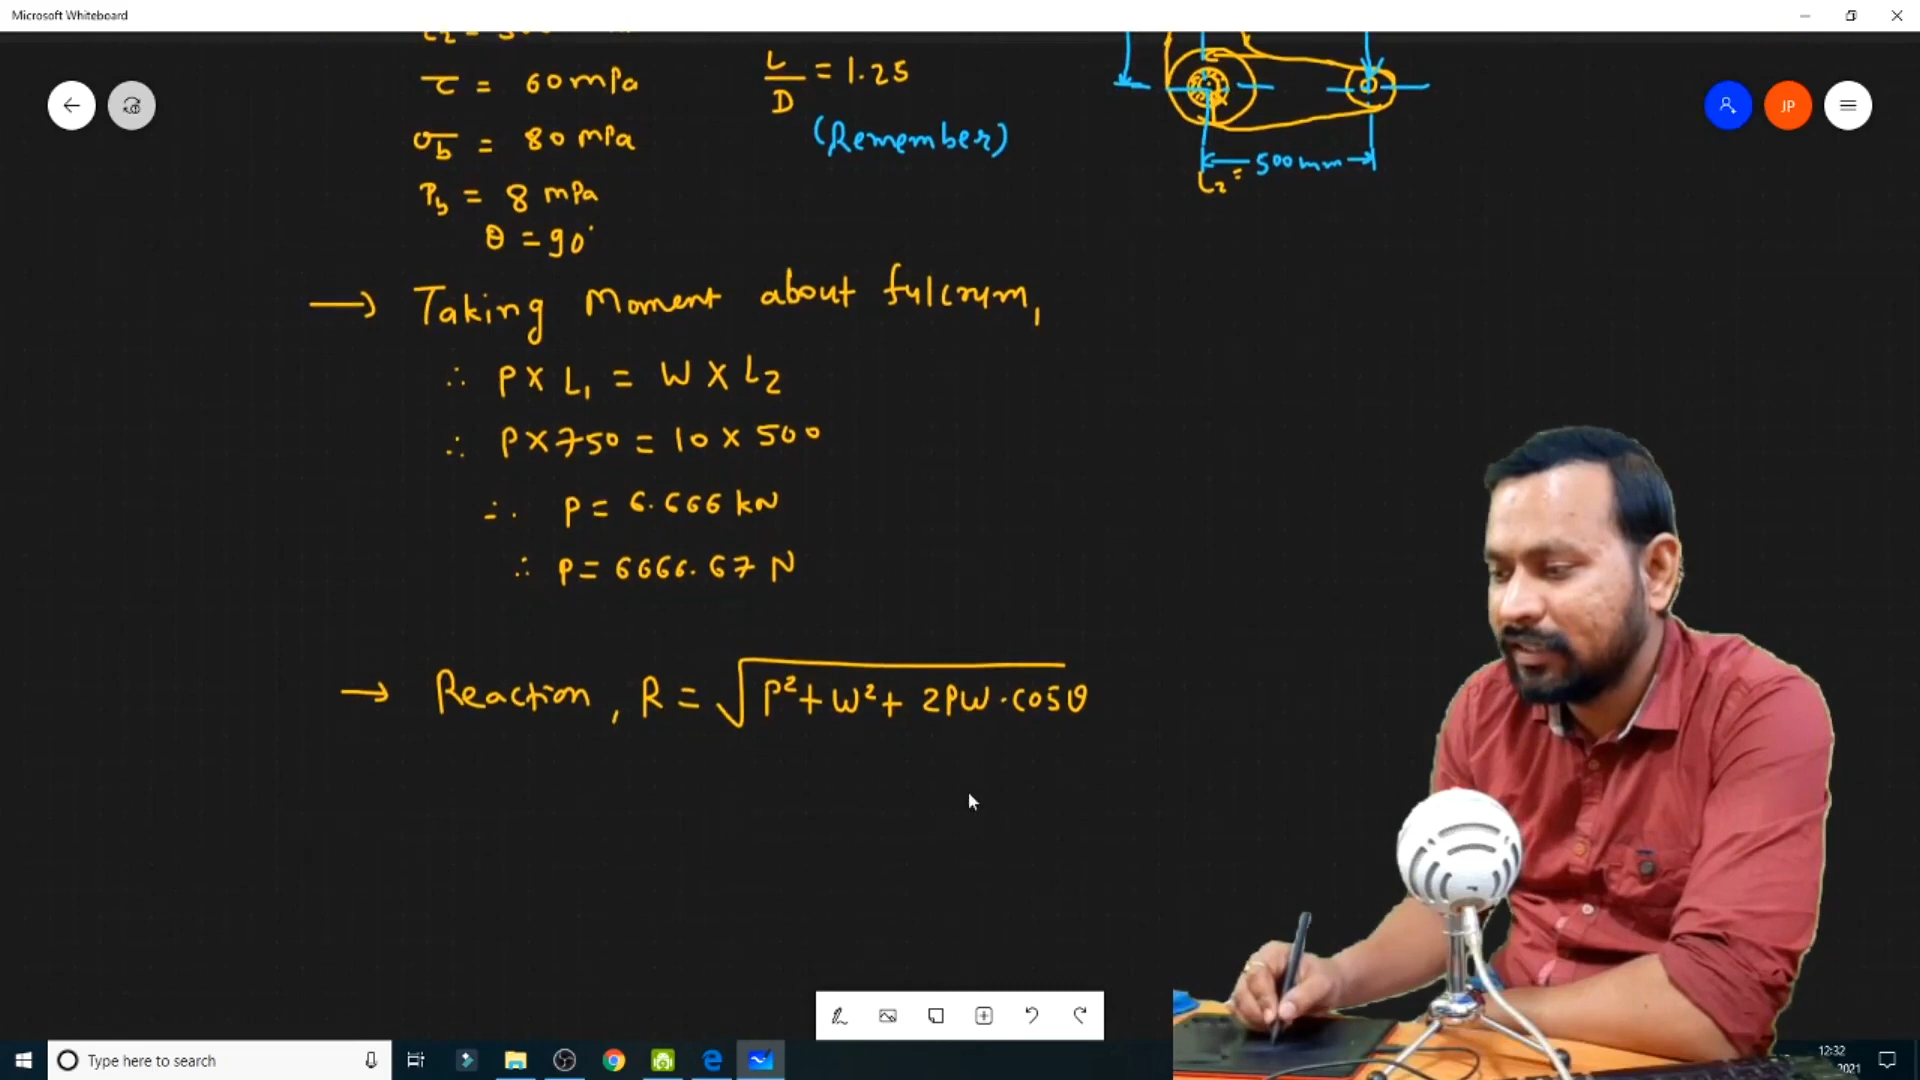 Microsoft Whiteboard
τ = 60 mPa
L/D = 1.25
(Remember)
σb = 80 mPa
Pb = 8 mPa
θ = 90°
500mm
L2 =
→ Taking Moment about fulcrum,
∴ P X L1 = W X L2
∴ P X 750 = 10 X 500
∴ P = 6.666 kN
∴ P = 6666.67 N
→ Reaction, R = √P²+W²+ 2PW·cosθ
JP
Type here to search
12:32
2021